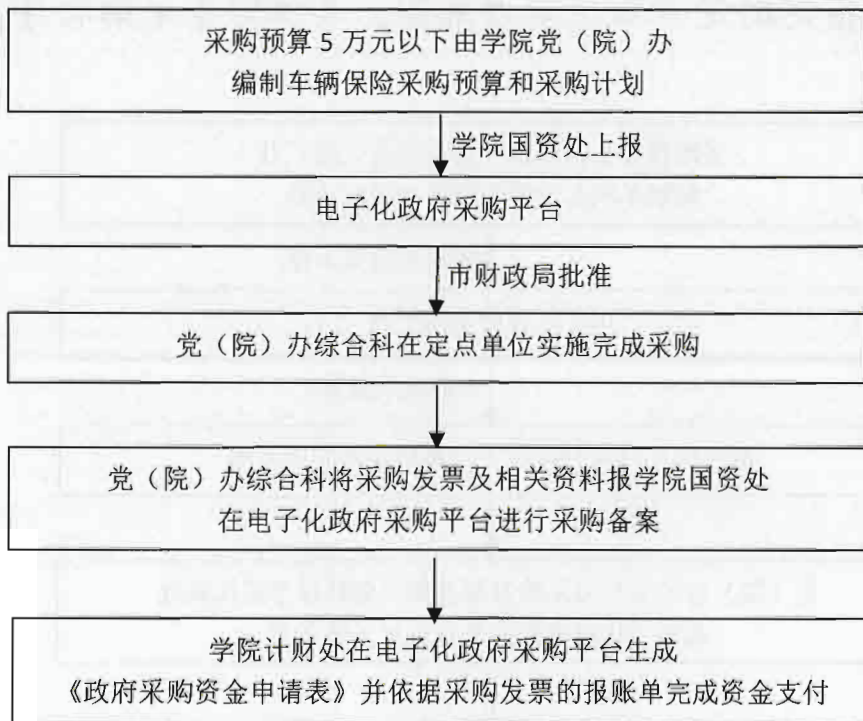 采购预算5万元以下由学院党（院）办
编制车辆保险采购预算和采购计划
学院国资处上报
电子化政府采购平台
市财政局批准
党（院）办综合科在定点单位实施完成采购
党（院）办综合科将采购发票及相关资料报学院国资处
在电子化政府采购平台进行采购备案
学院计财处在电子化政府采购平台生成
《政府采购资金申请表》并依据采购发票的报账单完成资金支付